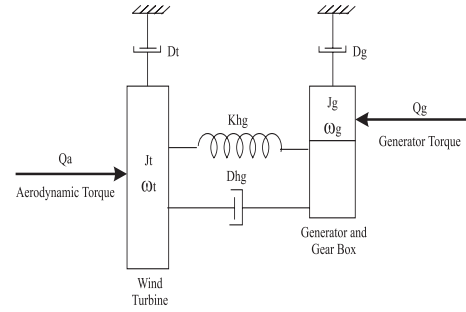 Dt
Dg
Khg
Jg
ωg
Qg
Generator Torque
Qa
Aerodynamic Torque
Jt
ωt
Dhg
Generator and
Gear Box
Wind
Turbine